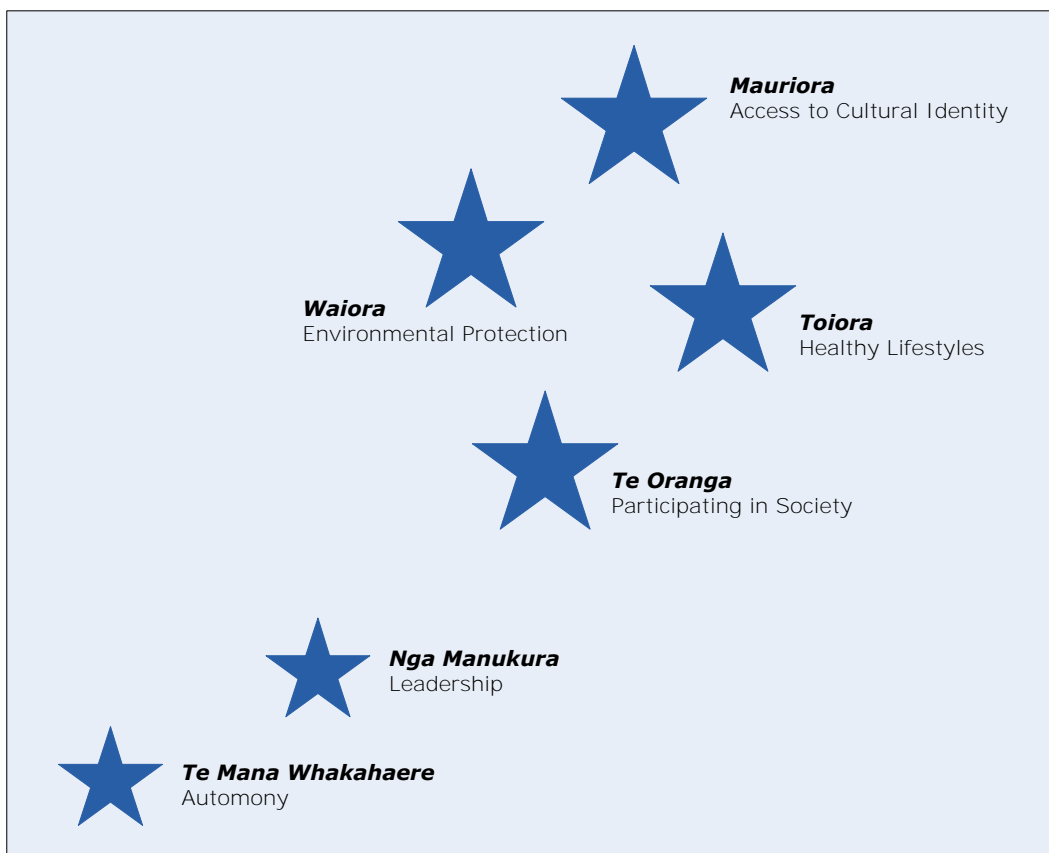 Mauriora
Access to Cultural Identity
Waiora
Environmental Protection
Toiora
Healthy Lifestyles
Te Oranga
Participating in Society
Nga Manukura
Leadership
Te Mana Whakahaere
Automony